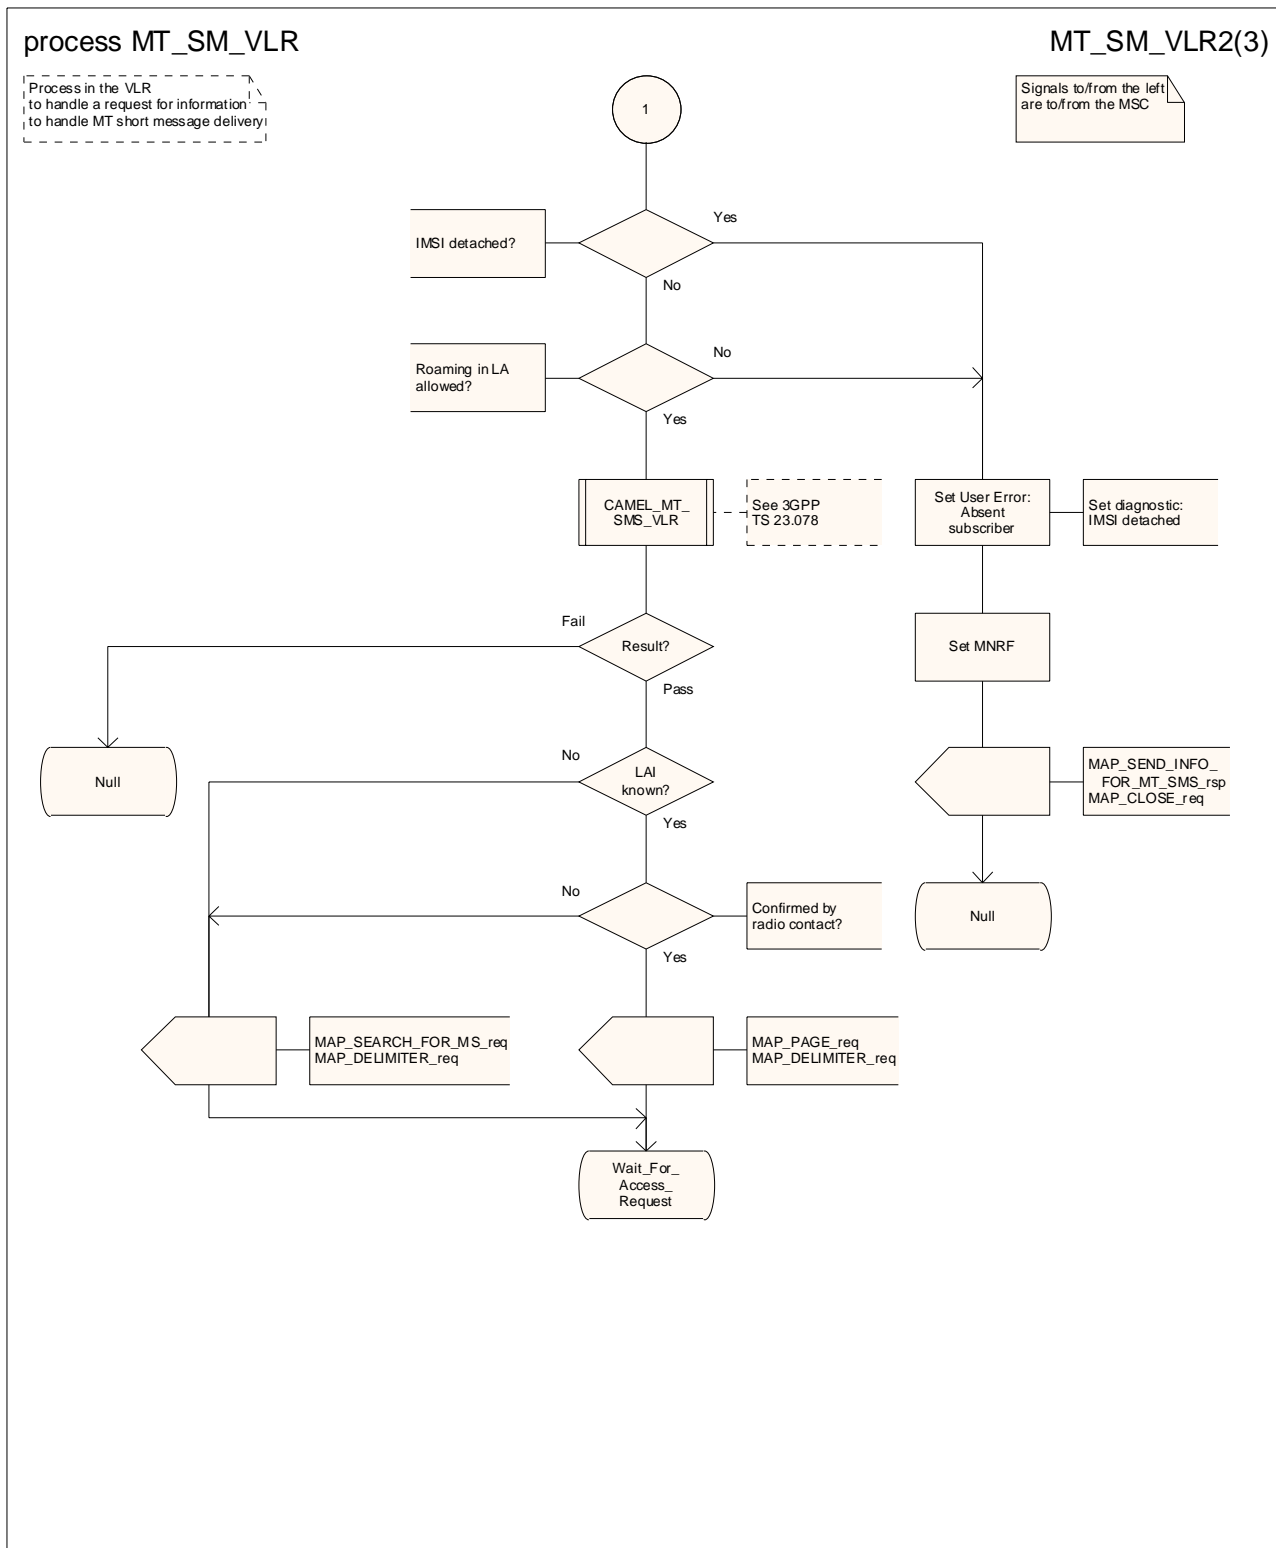 process MT_SM_VLR
MT_SM_VLR2(3)
Process in the VLR
to handle a request for information
to handle MT short message delivery
1
Signals to/from the left
are to/from the MSC
IMSI detached?
Yes
No
Roaming in LA
allowed?
No
Yes
CAMEL_MT_
SMS_VLR
See 3GPP
TS 23.078
Set User Error:
Absent
subscriber
Set diagnostic:
IMSI detached
Fail
Result?
Pass
Set MNRF
Null
No
LAI
known?
Yes
MAP_SEND_INFO_
FOR_MT_SMS_rsp
MAP_CLOSE_req
No
Confirmed by
radio contact?
Yes
Null
MAP_SEARCH_FOR_MS_req
MAP_DELIMITER_req
MAP_PAGE_req
MAP_DELIMITER_req
Wait_For_
Access_
Request